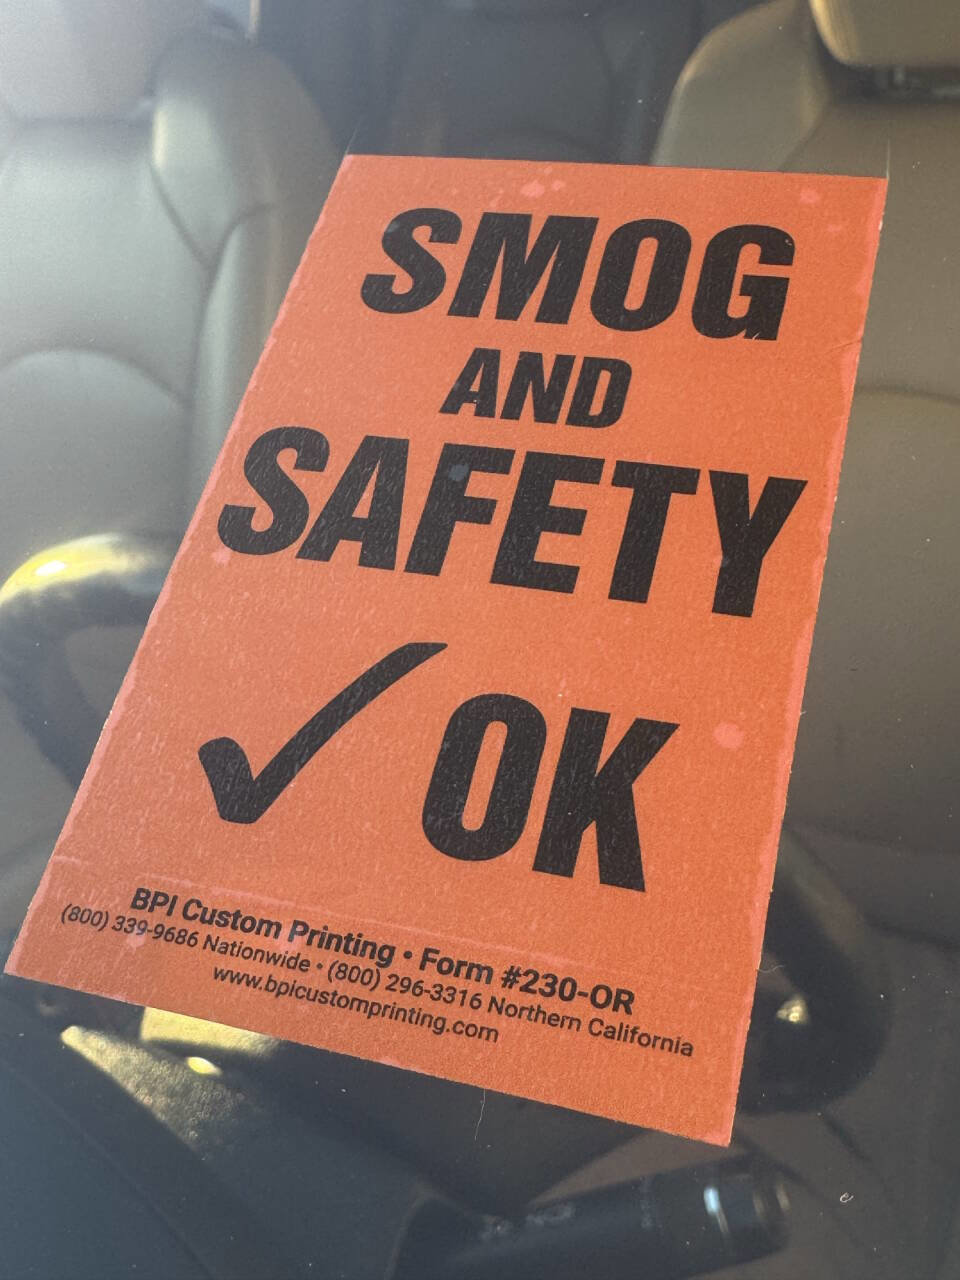 SMOG
AND
SAFETY
✓ OK
BPI Custom Printing • Form #230-OR
(800) 339-9686 Nationwide • (800) 296-3316 Northern California
www.bpicustomprinting.com